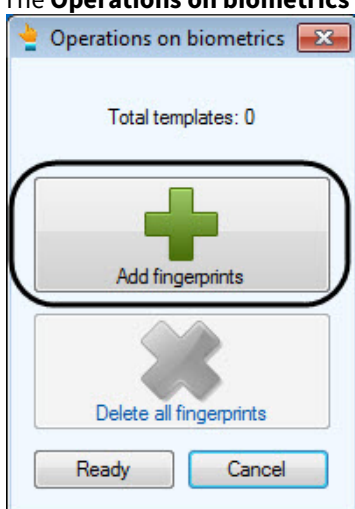 The Operations on biometrics
Operations on biometrics
Total templates: 0
Add fingerprints
Delete all fingerprints
Ready Cancel